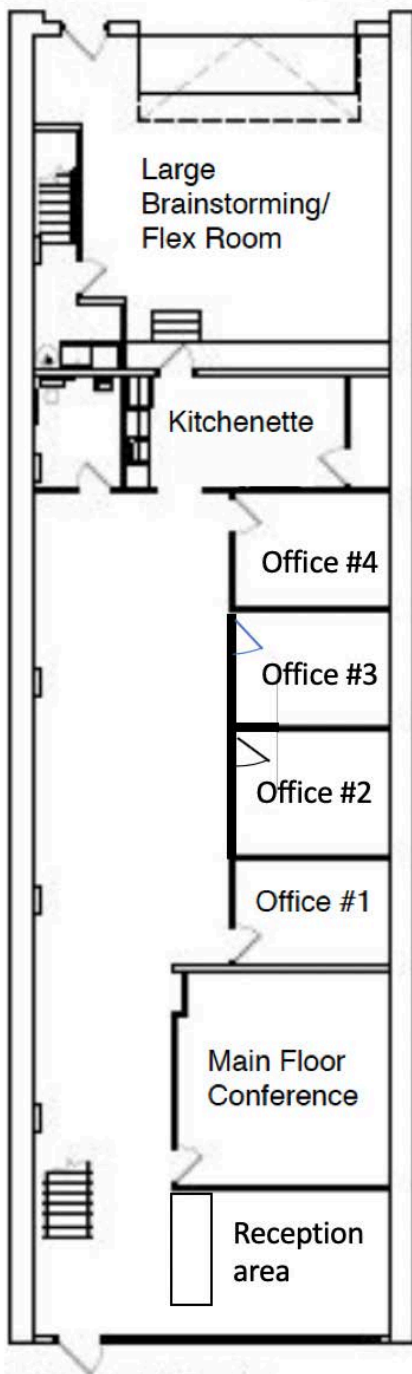 Large
Brainstorming/
Flex Room
Kitchenette
Office #4
Office #3
Office #2
Office #1
Main Floor
Conference
Reception
area